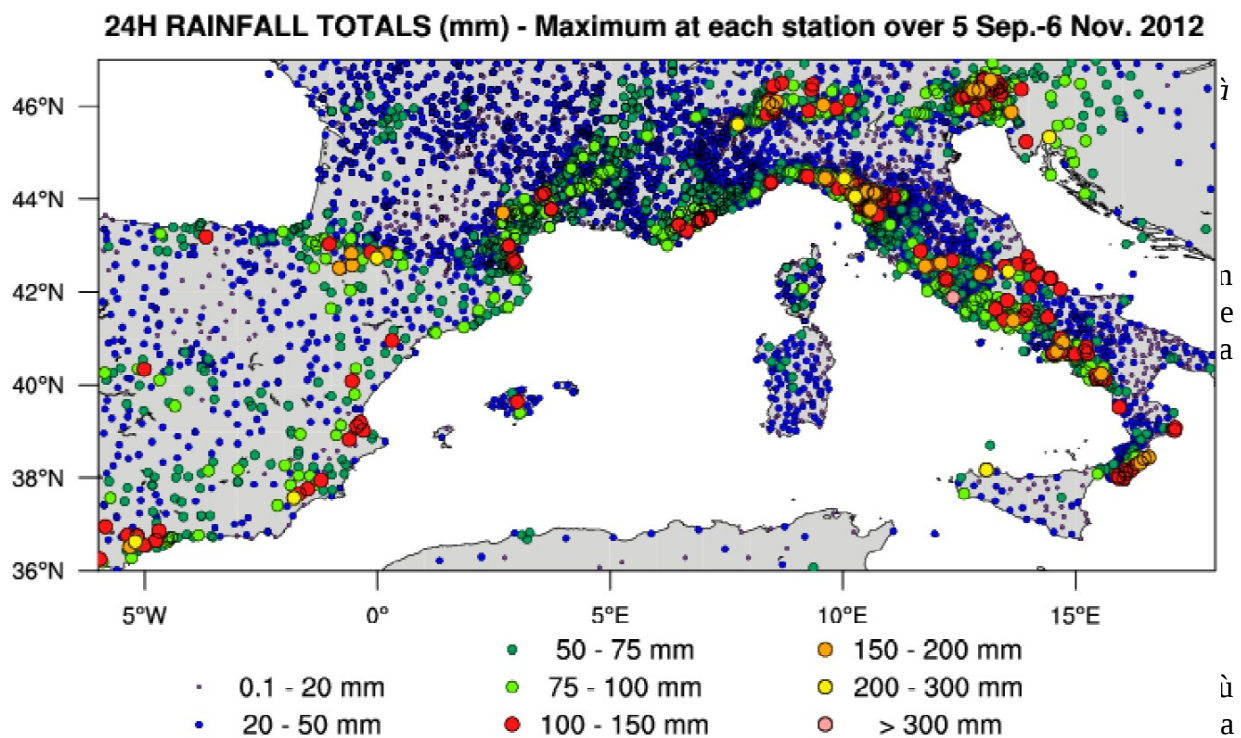 24H RAINFALL TOTALS (mm) - Maximum at each station over 5 Sep.-6 Nov. 2012
46°N
ù
44°N
42°N
n
e
a
40°N
38°N
36°N
5°W 0° 5°E 10°E 15°E
50 - 75 mm 150 - 200 mm
0.1 - 20 mm 75 - 100 mm 200 - 300 mm ù
20 - 50 mm 100 - 150 mm > 300 mm a